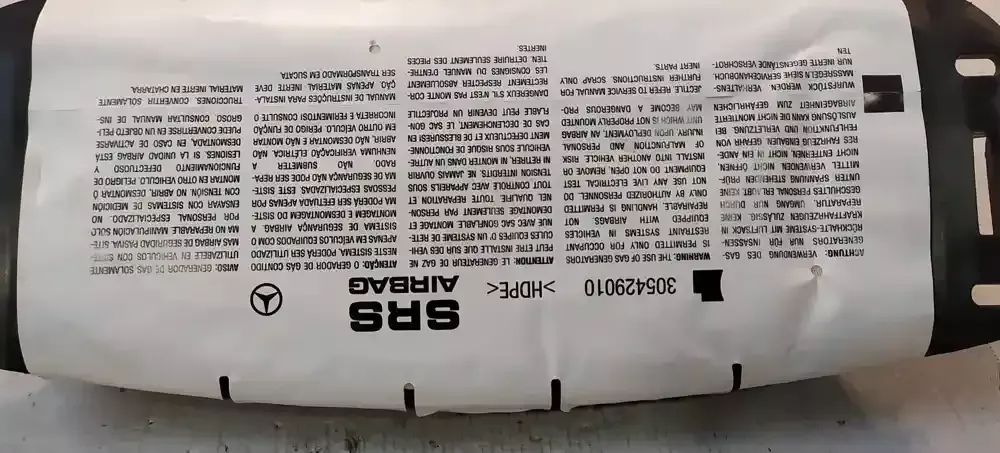 305429010 >HDPE<
SRS
AIRBAG
ACHTUNG: VERWENDUNG DES GAS-
GENERATORS NUR FÜR INSASSEN-
RÜCKHALTE-SYSTEME MIT LUFTSACK IN
KRAFTFAHRZEUGEN ZULÄSSIG. KEINE
REPARATUR. UMGANG NUR DURCH
GESCHULTES PERSONAL ERLAUBT. KEINE
UNTER SPANNUNG STEHENDEN PRÜF-
MITTEL VERWENDEN. NICHT ÖFFNEN,
NICHT ENTFERNEN, NICHT IN EIN ANDE-
RES FAHRZEUG EINBAUEN. GEFAHR VON
FEHLFUNKTION UND VERLETZUNG. BEI
AUSLÖSUNG KANN DIE NICHT MONTIERTE
AIRBAGEINHEIT ZUM GEFÄHRLICHEN
WURFSTÜCK WERDEN. VERHALTENS-
MASSREGELN SIEHE SERVICEHANDBUCH.
NUR INERTE GEGENSTÄNDE VERSCHROT-
TEN
WARNING: THE USE OF GAS GENERATORS
IS PERMITTED ONLY FOR OCCUPANT
RESTRAINT SYSTEMS IN VEHICLES
EQUIPPED WITH AIRBAGS. NOT
REPARABLE. HANDLING IS PERMITTED
ONLY BY AUTHORIZED PERSONNEL. DO
NOT USE ANY LIVE ELECTRICAL TEST
EQUIPMENT. DO NOT OPEN, REMOVE OR
INSTALL INTO ANOTHER VEHICLE. RISK
OF MALFUNCTION AND PERSONAL
INJURY. UPON DEPLOYMENT, AN AIRBAG
UNIT WHICH IS NOT PROPERLY MOUNTED
MAY BECOME A DANGEROUS PRO-
JECTILE. REFER TO SERVICE MANUAL FOR
FURTHER INSTRUCTIONS. SCRAP ONLY
INERT PARTS.
ATTENTION: LE GENERATEUR DE GAZ NE
PEUT ETRE INSTALLE QUE SUR DES VEHI-
CULES EQUIPES D'UN SYSTEME DE RETE-
NUE AVEC SAC GONFLABLE. MONTAGE ET
DEMONTAGE SEULEMENT PAR PERSON-
NEL QUALIFIE. TOUTE REPARATION ET
TOUT CONTROLE AVEC APPAREILS SOUS
TENSION INTERDITS. NE JAMAIS OUVRIR
NI RETIRER, NI MONTER DANS UN AUTRE
VEHICULE SOUS RISQUE DE FONCTIONNE-
MENT DEFECTUEUX ET DE BLESSURES. EN
CAS DE DECLENCHEMENT, LE SAC GON-
FLABLE PEUT DEVENIR UN PROJECTILE
DANGEREUX S'IL N'EST PAS MONTE COR-
RECTEMENT. RESPECTER ABSOLUMENT
LES CONSIGNES DU MANUEL D'ENTRE-
TIEN. DETRUIRE SEULEMENT DES PIECES
INERTES.
ATENÇÃO: O GERADOR DE GAS CONTIDO
NESTE SISTEMA, PODERÁ SER UTILIZADO
APENAS EM VEÍCULOS EQUIPADOS COM O
SISTEMA DE SEGURANÇA AIRBAG. A
MONTAGEM E DESMONTAGEM DO SISTE-
MA PODERÁ SER EFETUADA APENAS POR
PESSOAS ESPECIALIZADAS. ESTE SISTE-
MA DE SEGURANÇA NÃO POSE SER REPA-
RADO NÃO SUBMETER A
NENHUMA VERIFICAÇÃO ELÉTRICA. NÃO
ABRIR, NÃO DESMONTAR E NÃO MONTAR
EM OUTRO VEÍCULO. PERIGO DE FUNÇÃO
INCORRETA E FERIMENTOS! CONSULTE O
MANUAL DE INSTRUÇÕES PARA INSTALA-
ÇÃO. APENAS MATERIAL INERTE DEVE
SER TRANSFORMADO EM SUCATA.
AVISO: GENERADOR DE GAS SOLAMENTE
UTILIZABLE EN VEHÍCULOS CON SISTE-
MAS AIRBAG DE SEGURIDAD PASIVA. SISTE-
MA NO REPARABLE. MANIPULACIÓN SOLO
POR PERSONAL ESPECIALIZADO. NO
ENSAYAR CON SISTEMAS DE MEDICIÓN
CON TENSIÓN. NO ABRIR, DESMONTAR O
MONTAR EN OTRO VEHÍCULO. PELIGRO DE
FUNCIONAMIENTO DEFECTUOSO Y
LESIONES. SI LA UNIDAD AIRBAG ESTÁ
DESMONTADA, EN CASO DE ACTIVARSE
PUEDE CONVERTIRSE EN UN OBJETO PELI-
GROSO. CONSULTAR MANUAL DE INS-
TRUCCIONES. CONVERTIR SOLAMENTE
MATERIAL INERTE EN CHATARRA.